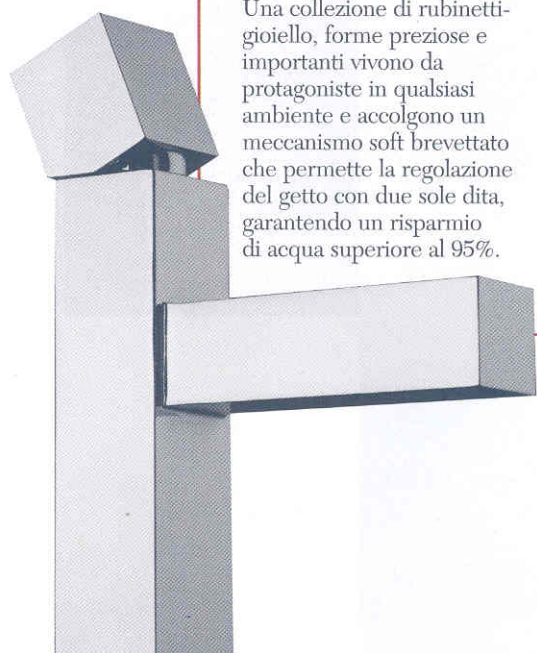 Una collezione di rubinetti-
gioiello, forme preziose e
importanti vivono da
protagoniste in qualsiasi
ambiente e accolgono un
meccanismo soft brevettato
che permette la regolazione
del getto con due sole dita,
garantendo un risparmio
di acqua superiore al 95%.